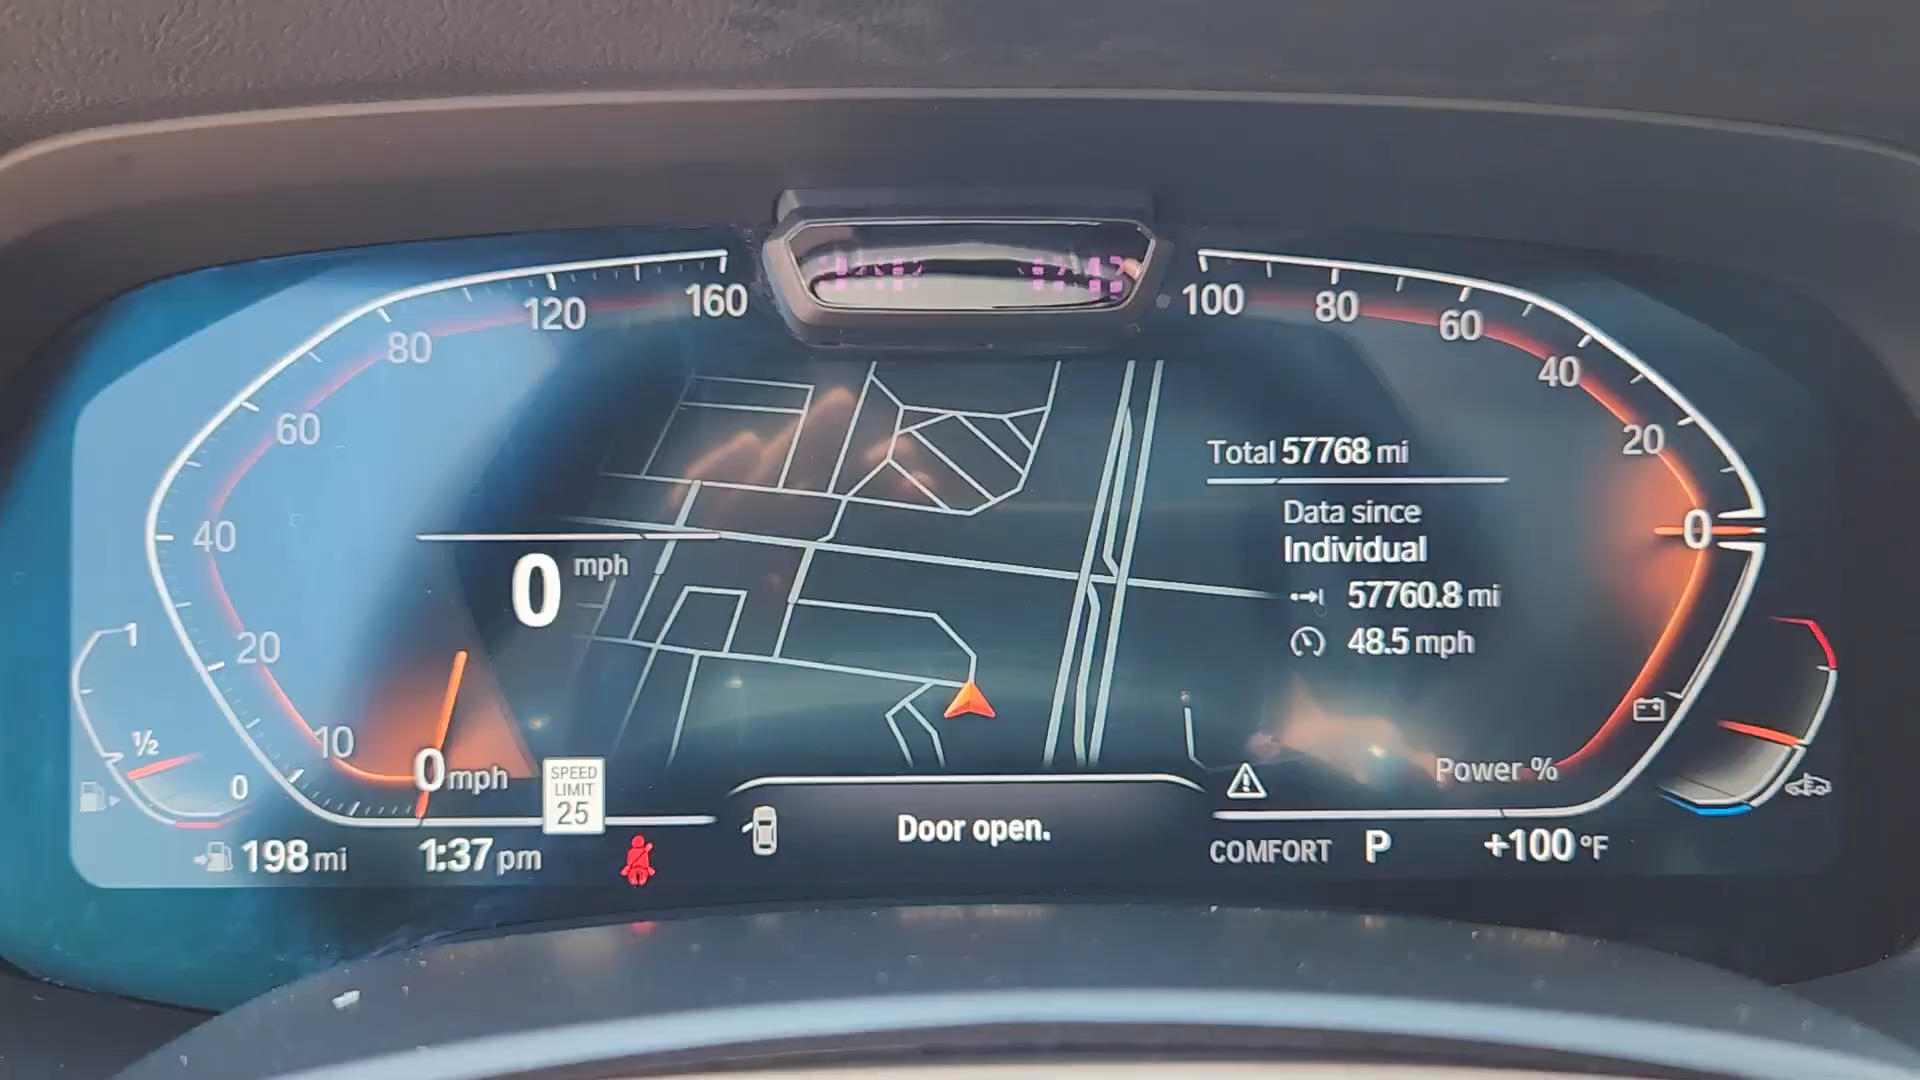 160
120
80
60
40
20
10
0 mph
0 mph
SPEED
LIMIT
25
1
1/2
0
198 mi
1:37 pm
Door open.
100
80
60
40
20
0
Total 57768 mi
Data since
Individual
57760.8 mi
48.5 mph
Power %
COMFORT P +100 °F